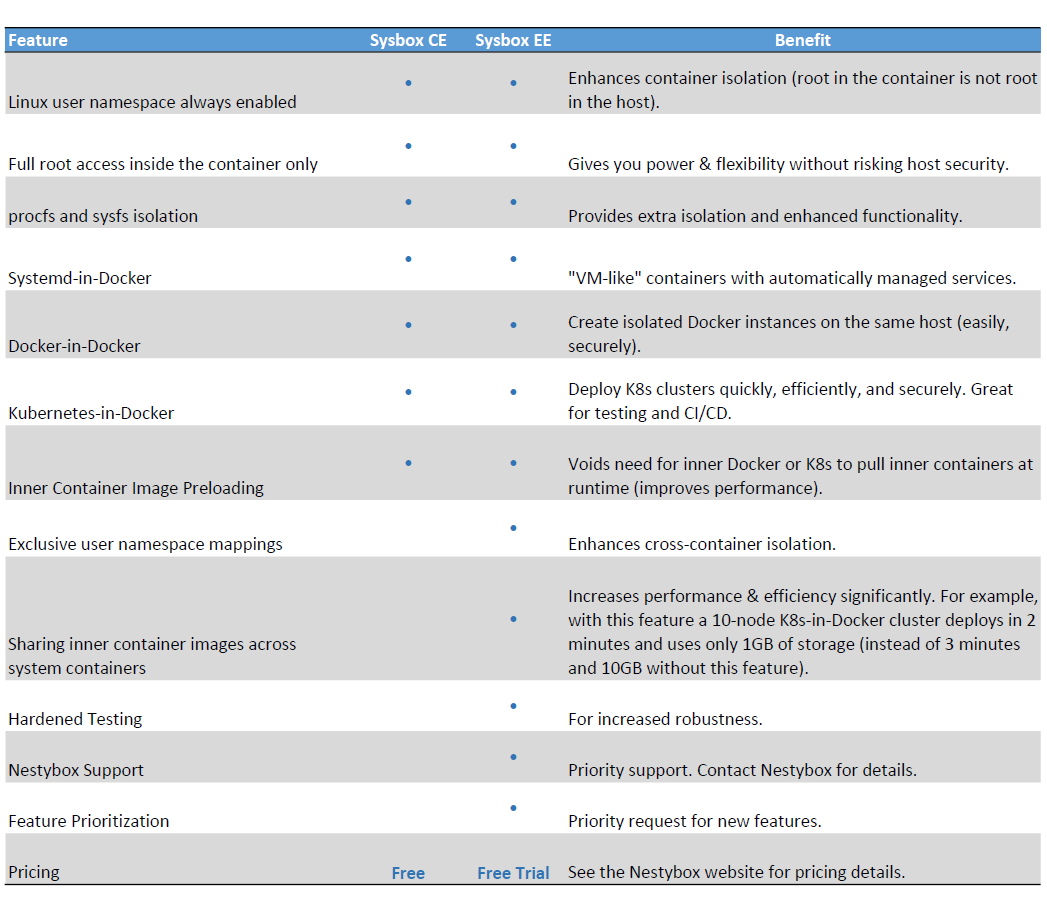 Feature Sysbox CE Sysbox EE Benefit
Linux user namespace always enabled • • Enhances container isolation (root in the container is not root
in the host).
Full root access inside the container only • • Gives you power & flexibility without risking host security.
procfs and sysfs isolation • • Provides extra isolation and enhanced functionality.
Systemd-in-Docker • • "VM-like" containers with automatically managed services.
Docker-in-Docker • • Create isolated Docker instances on the same host (easily,
securely).
Kubernetes-in-Docker • • Deploy K8s clusters quickly, efficiently, and securely. Great
for testing and CI/CD.
Inner Container Image Preloading • • Voids need for inner Docker or K8s to pull inner containers at
runtime (improves performance).
Exclusive user namespace mappings • Enhances cross-container isolation.
Sharing inner container images across
system containers • Increases performance & efficiency significantly. For example,
with this feature a 10-node K8s-in-Docker cluster deploys in 2
minutes and uses only 1GB of storage (instead of 3 minutes
and 10GB without this feature).
Hardened Testing • For increased robustness.
Nestybox Support • Priority support. Contact Nestybox for details.
Feature Prioritization • Priority request for new features.
Pricing Free Free Trial See the Nestybox website for pricing details.